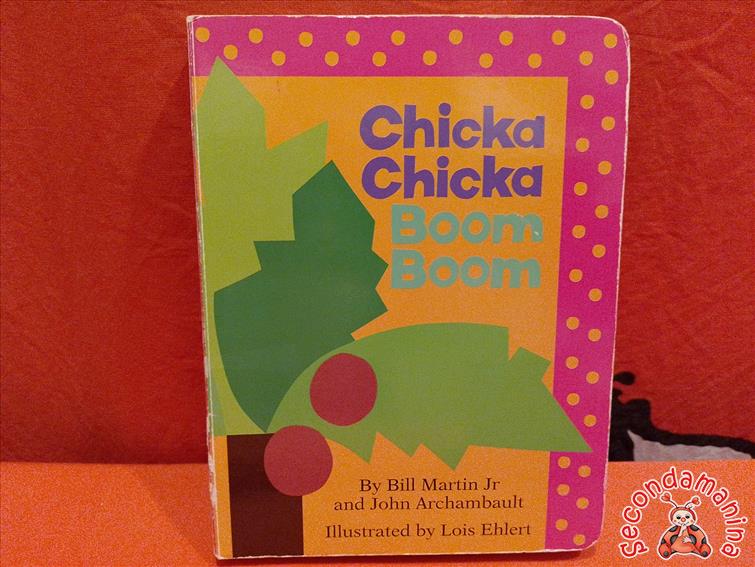 Chicka
Chicka
Boom
Boom
By Bill Martin Jr
and John Archambault
Illustrated by Lois Ehlert
Secondamanina